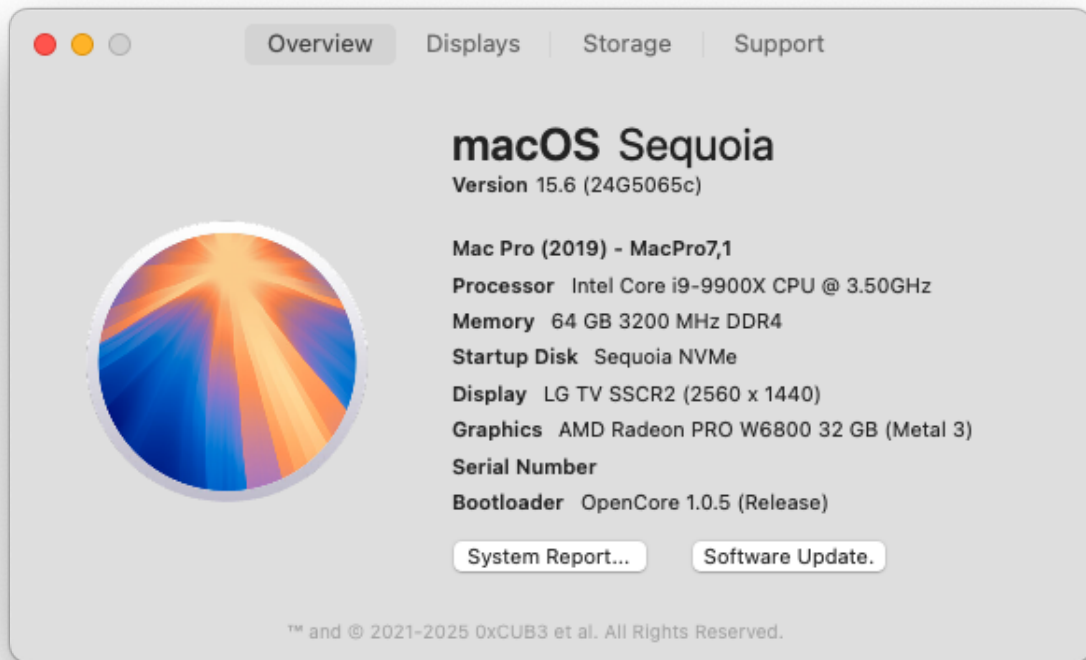 Overview Displays Storage Support
macOS Sequoia
Version 15.6 (24G5065c)
Mac Pro (2019) - MacPro7,1
Processor Intel Core i9-9900X CPU @ 3.50GHz
Memory 64 GB 3200 MHz DDR4
Startup Disk Sequoia NVMe
Display LG TV SSCR2 (2560 x 1440)
Graphics AMD Radeon PRO W6800 32 GB (Metal 3)
Serial Number
Bootloader OpenCore 1.0.5 (Release)
System Report... Software Update.
™ and © 2021-2025 0xCUB3 et al. All Rights Reserved.